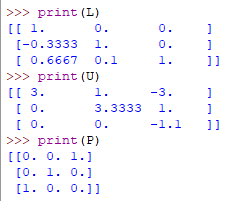 >>> print(L)
[[ 1.      0.      0.    ]
 [-0.3333  1.      0.    ]
 [ 0.6667  0.1     1.    ]]
>>> print(U)
[[ 3.      1.     -3.    ]
 [ 0.      3.3333  1.    ]
 [ 0.      0.     -1.1   ]]
>>> print(P)
[[0. 0. 1.]
 [0. 1. 0.]
 [1. 0. 0.]]